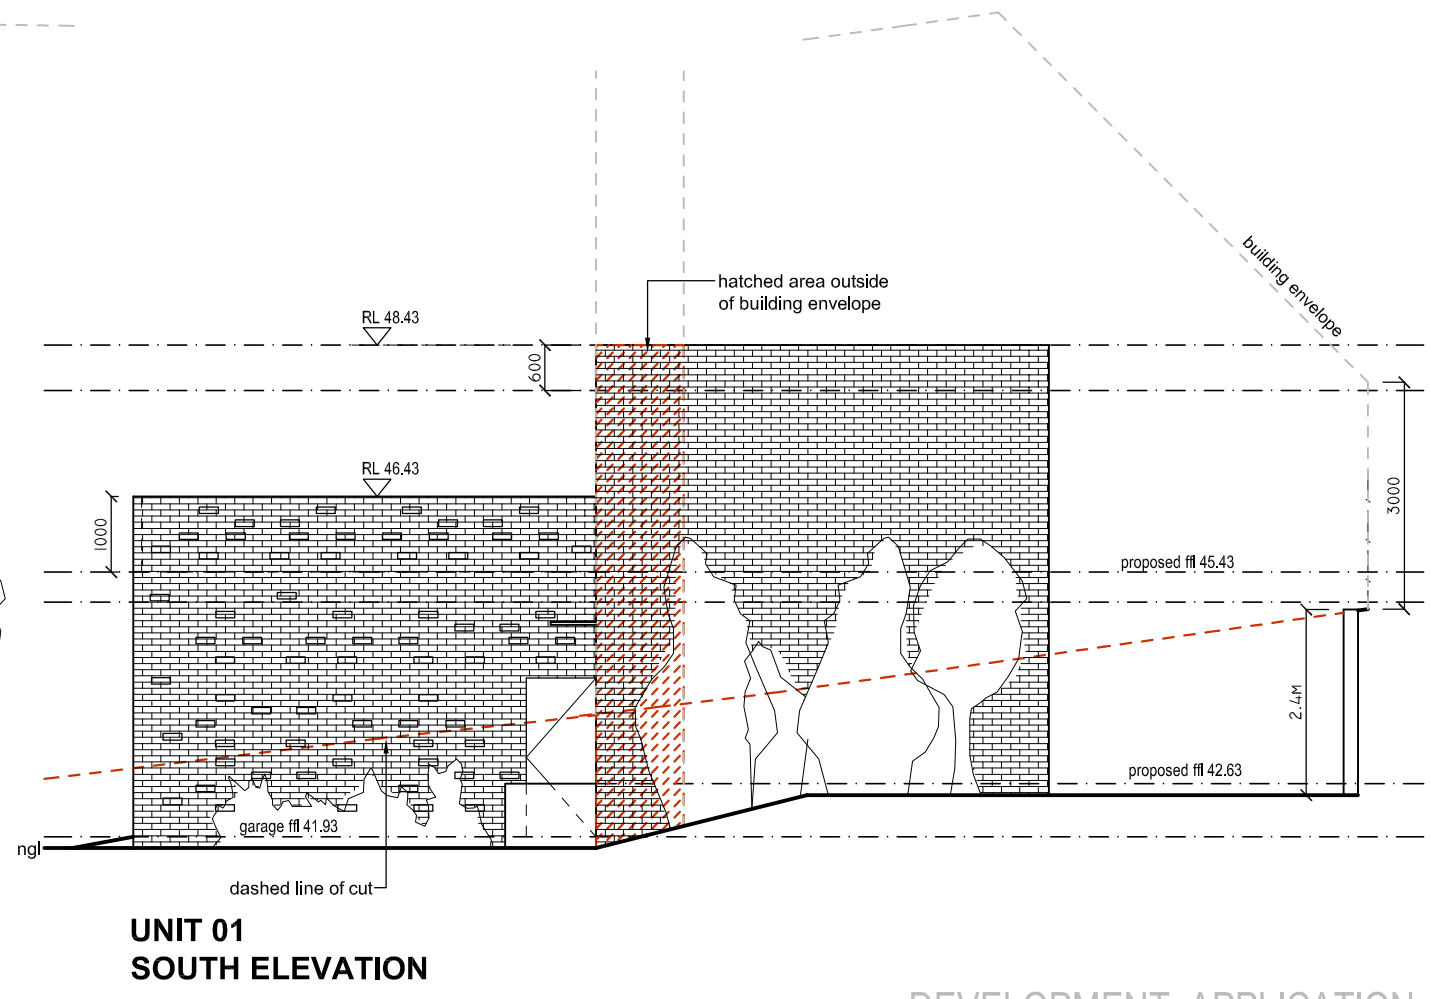 building envelope
hatched area outside
of building envelope
RL 48.43
600
RL 46.43
1000
3000
proposed ffl 45.43
2.4M
proposed ffl 42.63
garage ffl 41.93
ngl
dashed line of cut
UNIT 01
SOUTH ELEVATION
DEVELOPMENT APPLICATION